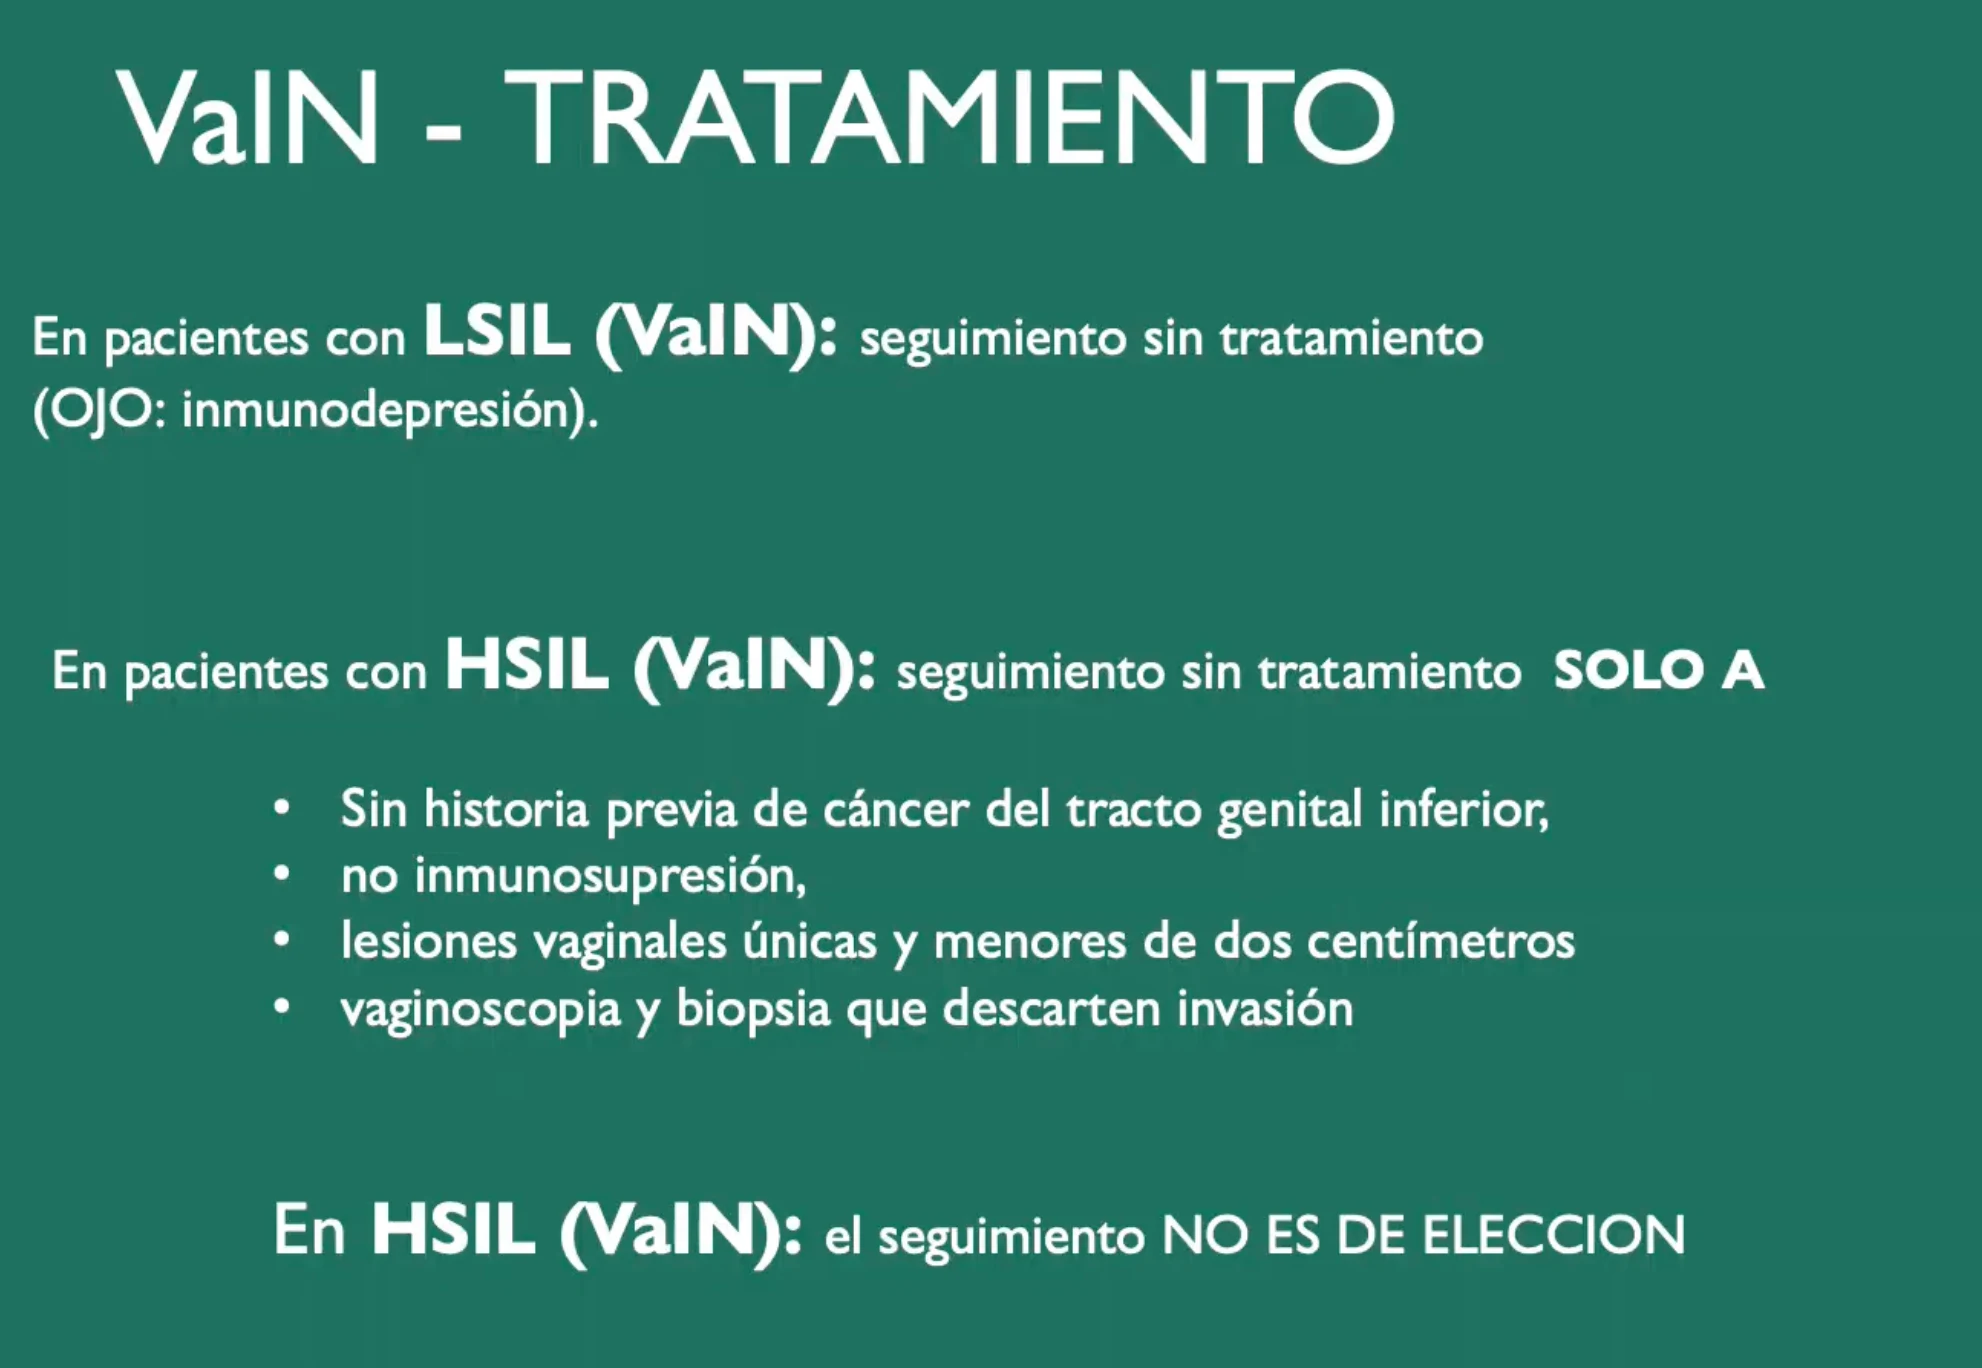 VaIN - TRATAMIENTO
En pacientes con LSIL (VaIN): seguimiento sin tratamiento
(OJO: inmunodepresión).
En pacientes con HSIL (VaIN): seguimiento sin tratamiento SOLO A
• Sin historia previa de cáncer del tracto genital inferior,
• no inmunosupresión,
• lesiones vaginales únicas y menores de dos centímetros
• vaginoscopia y biopsia que descarten invasión
En HSIL (VaIN): el seguimiento NO ES DE ELECCION